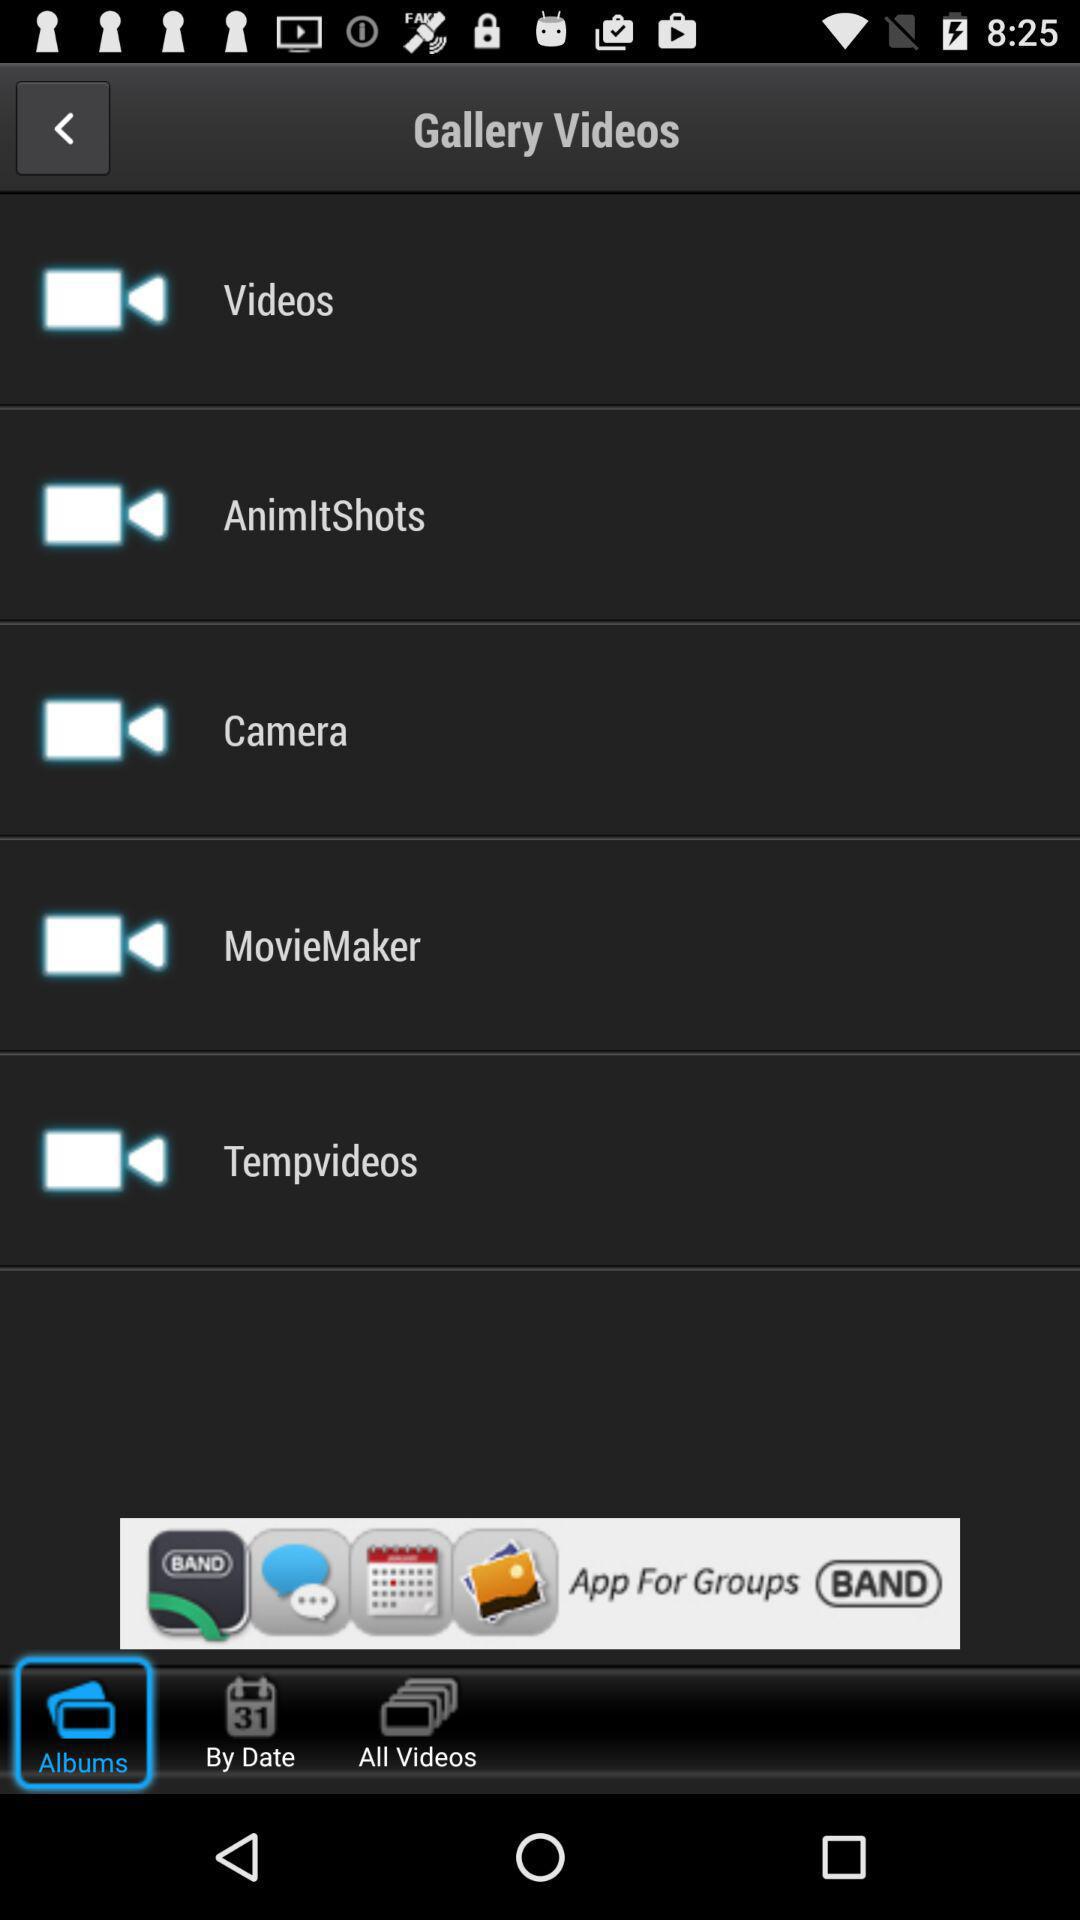 FAKE
8:25
Gallery Videos
Videos
AnimItShots
Camera
MovieMaker
Tempvideos
BAND
App For Groups BAND
31
Albums
By Date
All Videos